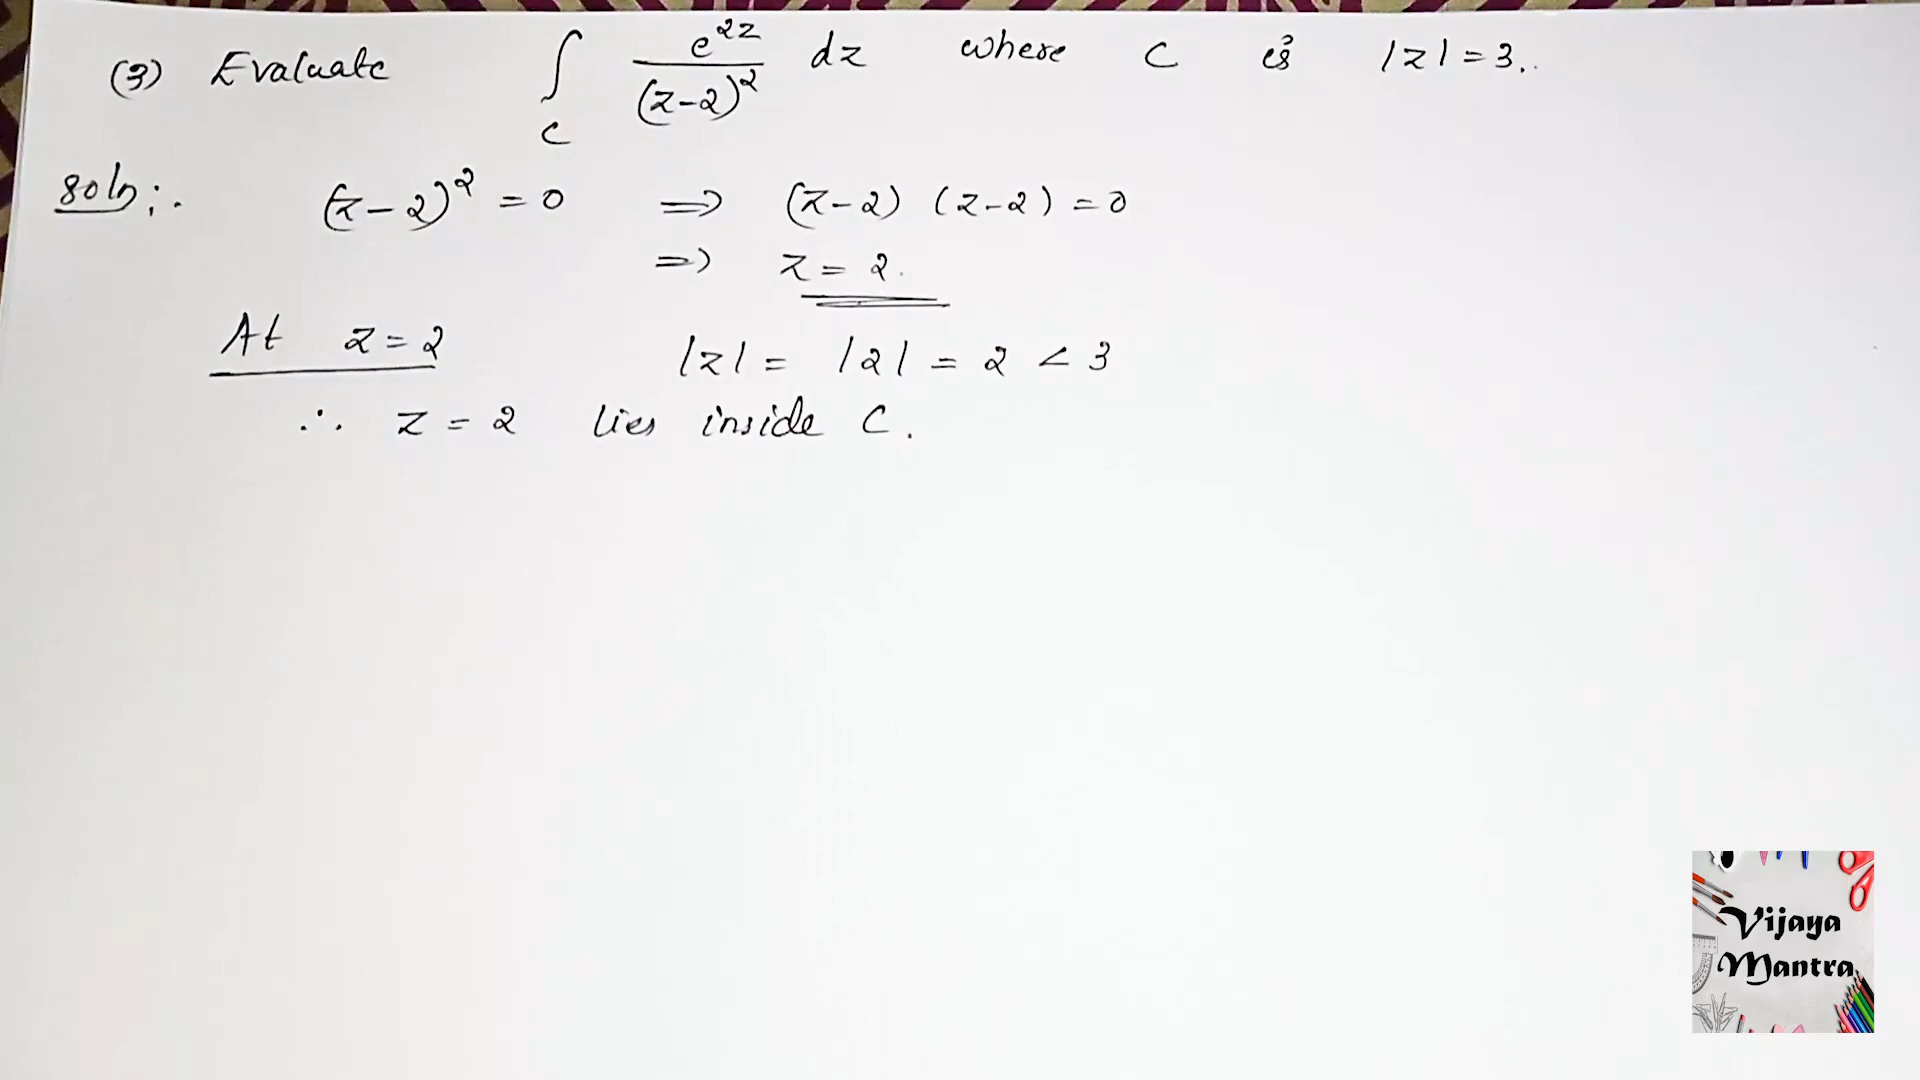 (3) Evaluate ∫_C e^{2z}/(z-2)^2 dz where C is |z| = 3.
Soln:. (z-2)^2 = 0 ⇒ (z-2) (z-2) = 0
⇒ z = 2.
At z = 2 |z| = |2| = 2 < 3
∴ z = 2 lies inside C.
Vijaya
Mantra